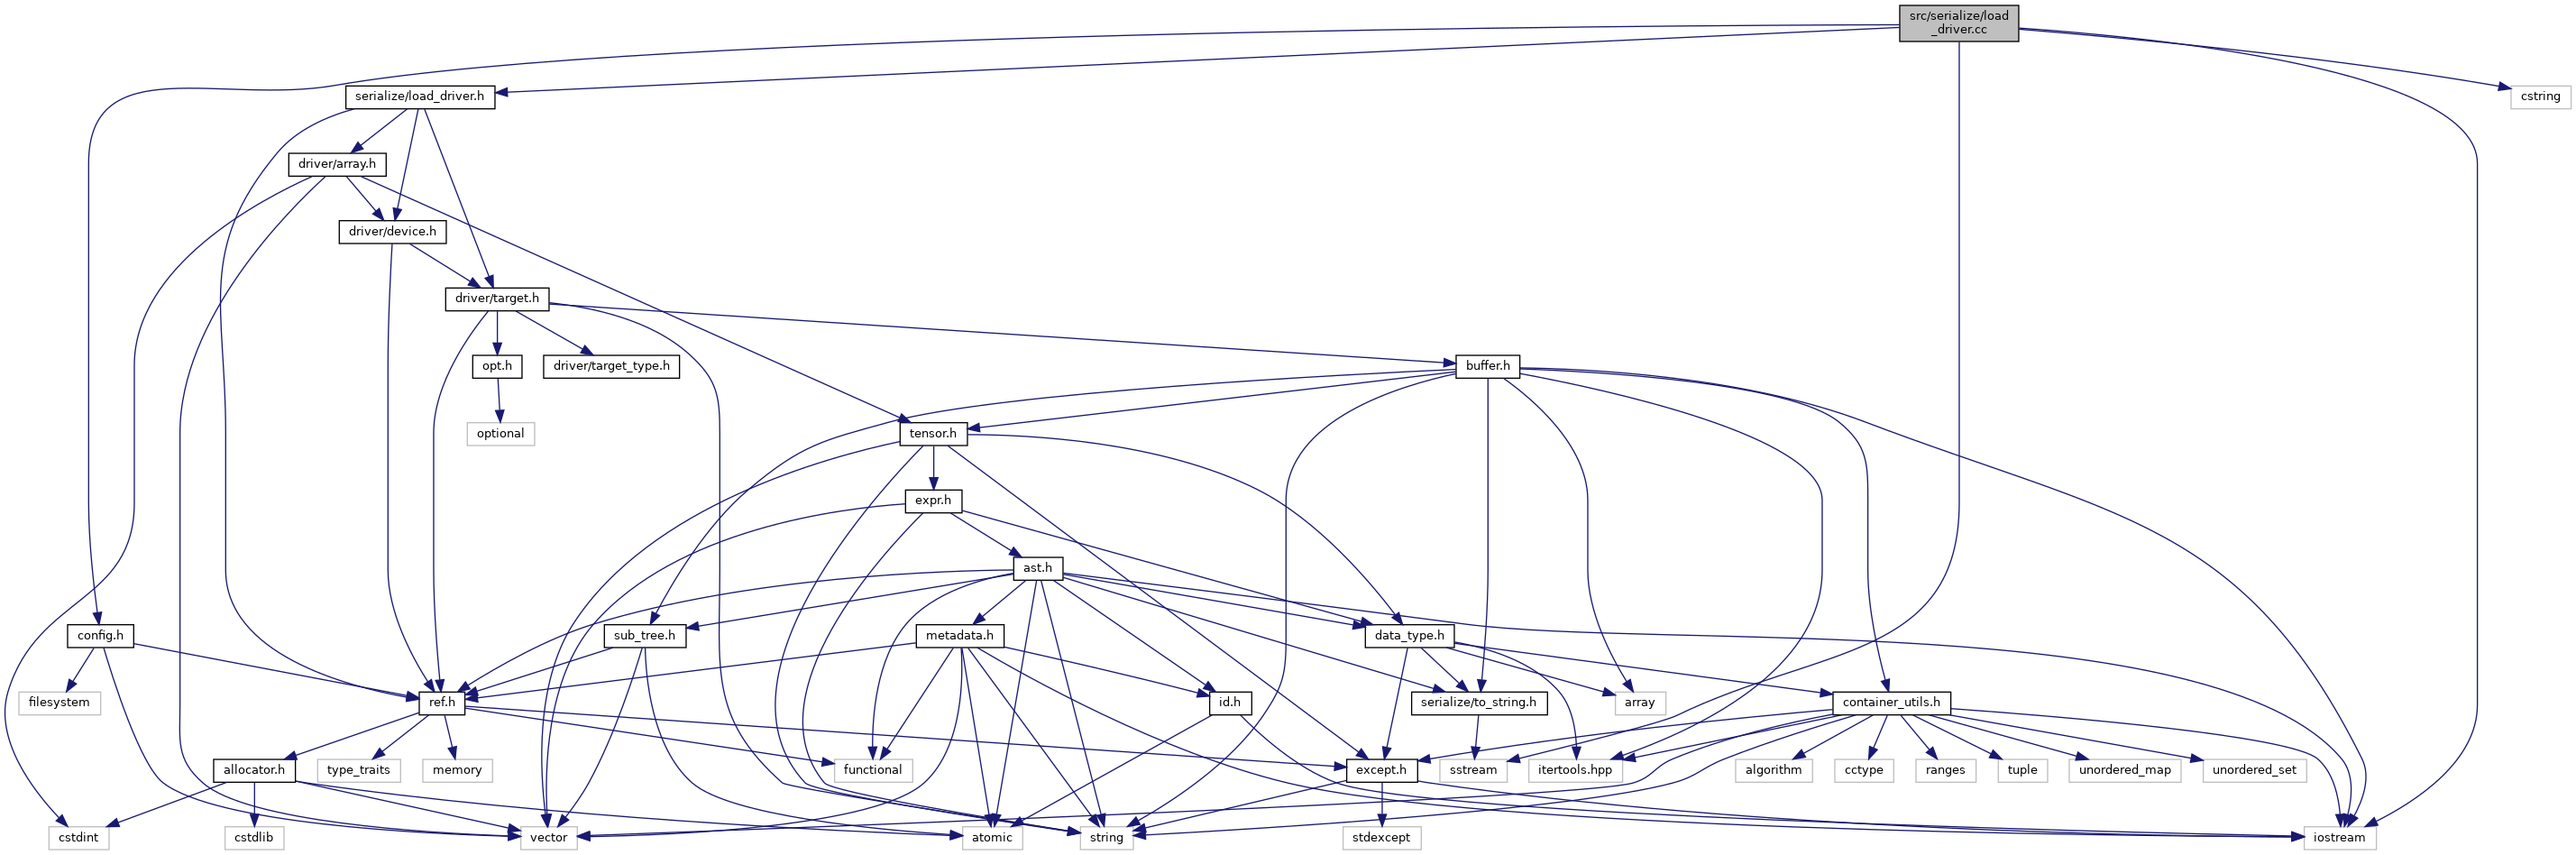 src/serialize/load
_driver.cc
serialize/load_driver.h
cstring
driver/array.h
driver/device.h
driver/target.h
opt.h
driver/target_type.h
buffer.h
optional
tensor.h
expr.h
ast.h
config.h
sub_tree.h
metadata.h
data_type.h
filesystem
ref.h
id.h
serialize/to_string.h
array
container_utils.h
allocator.h
type_traits
memory
functional
except.h
sstream
itertools.hpp
algorithm
cctype
ranges
tuple
unordered_map
unordered_set
cstdint
cstdlib
vector
atomic
string
stdexcept
iostream